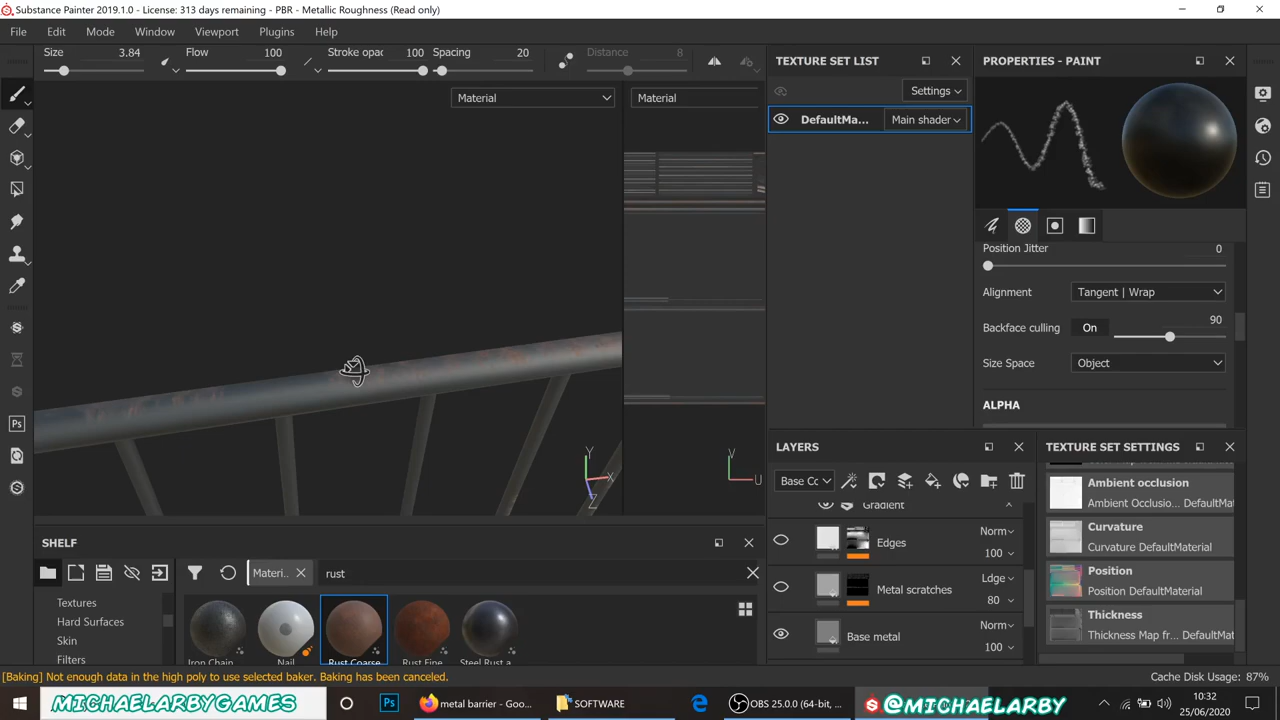 Substance Painter 2019.1.0 - License: 313 days remaining - PBR - Metallic Roughness (Read only)
File Edit Mode Window Viewport Plugins Help
Size 3.84 Flow 100 Stroke opac 100 Spacing 20 Distance 8
Material
Material
Y
X
Z
V
U
TEXTURE SET LIST
Settings
DefaultMa... Main shader
PROPERTIES - PAINT
Position Jitter 0
Alignment Tangent | Wrap
Backface culling On 90
Size Space Object
ALPHA
LAYERS
Base Cc
Gradient
Edges Norm 100
Metal scratches Ldge 80
Base metal Norm 100
TEXTURE SET SETTINGS
Ambient occlusion
Ambient Occlusio... DefaultMat
Curvature
Curvature DefaultMaterial
Position
Position DefaultMaterial
Thickness
Thickness Map fr... DefaultMat
SHELF
Materi.. rust
Textures
Hard Surfaces
Skin
Filters
Iron Chain
Nail
Rust Coarse
Rust Fine
Steel Rust a
[Baking] Not enough data in the high poly to use selected baker. Baking has been canceled.
Cache Disk Usage: 87%
MICHAELARBYGAMES
Ps
metal barrier - Goo...
SOFTWARE
OBS 25.0.0 (64-bit, ...
@MICHAELARBY
10:32
25/06/2020